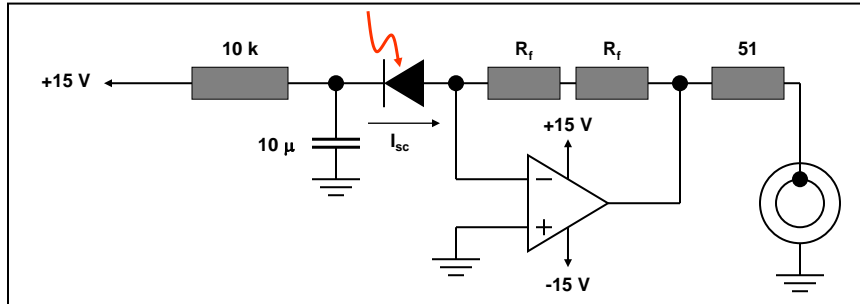 10 k
R_f
R_f
51
+15 V
+15 V
10 μ
I_sc
−
+
-15 V